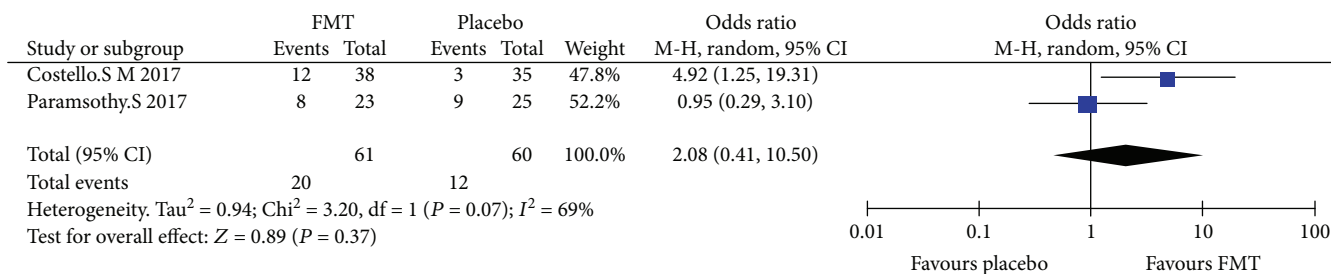 FMT Placebo Odds ratio Odds ratio
Study or subgroup Events Total Events Total Weight M-H, random, 95% CI M-H, random, 95% CI
Costello.S M 2017 12 38 3 35 47.8% 4.92 (1.25, 19.31)
Paramsothy.S 2017 8 23 9 25 52.2% 0.95 (0.29, 3.10)
Total (95% CI) 61 60 100.0% 2.08 (0.41, 10.50)
Total events 20 12
Heterogeneity. Tau² = 0.94; Chi² = 3.20, df = 1 (P = 0.07); I² = 69%
Test for overall effect: Z = 0.89 (P = 0.37)
0.01 0.1 1 10 100
Favours placebo Favours FMT